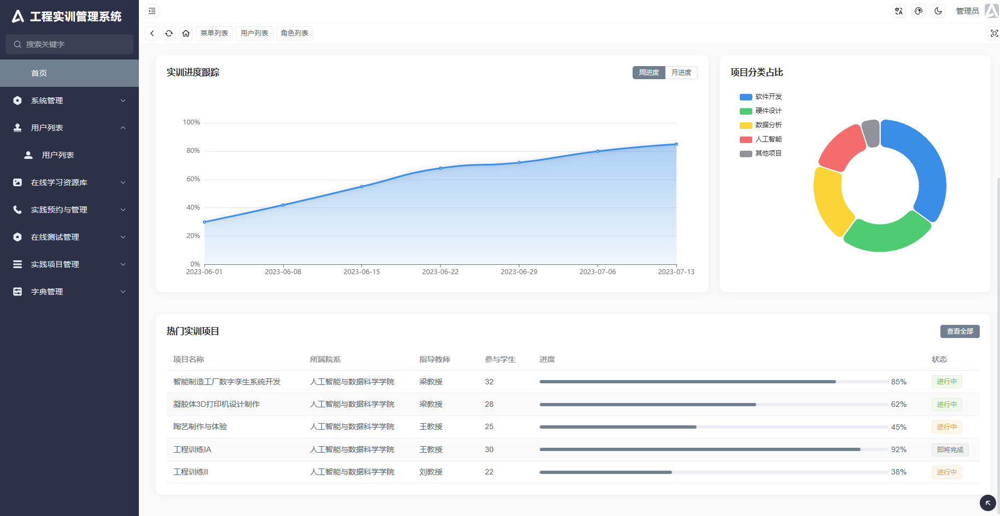 工程实训管理系统
搜索关键字
首页
系统管理
用户列表
用户列表
在线学习资源库
实践预约与管理
在线测试管理
实践项目管理
字典管理
管理员
菜单列表
用户列表
角色列表
实训进度跟踪
周进度
月进度
100%
80%
60%
40%
20%
0%
2023-06-01
2023-06-08
2023-06-15
2023-06-22
2023-06-29
2023-07-06
2023-07-13
项目分类占比
软件开发
硬件设计
数据分析
人工智能
其他项目
热门实训项目
查看全部
项目名称 所属院系 指导教师 参与学生 进度 状态
智能制造工厂数字孪生系统开发 人工智能与数据科学学院 梁教授 32 85% 进行中
凝胶体3D打印机设计制作 人工智能与数据科学学院 梁教授 28 62% 进行中
陶艺制作与体验 人工智能与数据科学学院 王教授 25 45% 进行中
工程训练IA 人工智能与数据科学学院 王教授 30 92% 即将完成
工程训练II 人工智能与数据科学学院 刘教授 22 38% 进行中